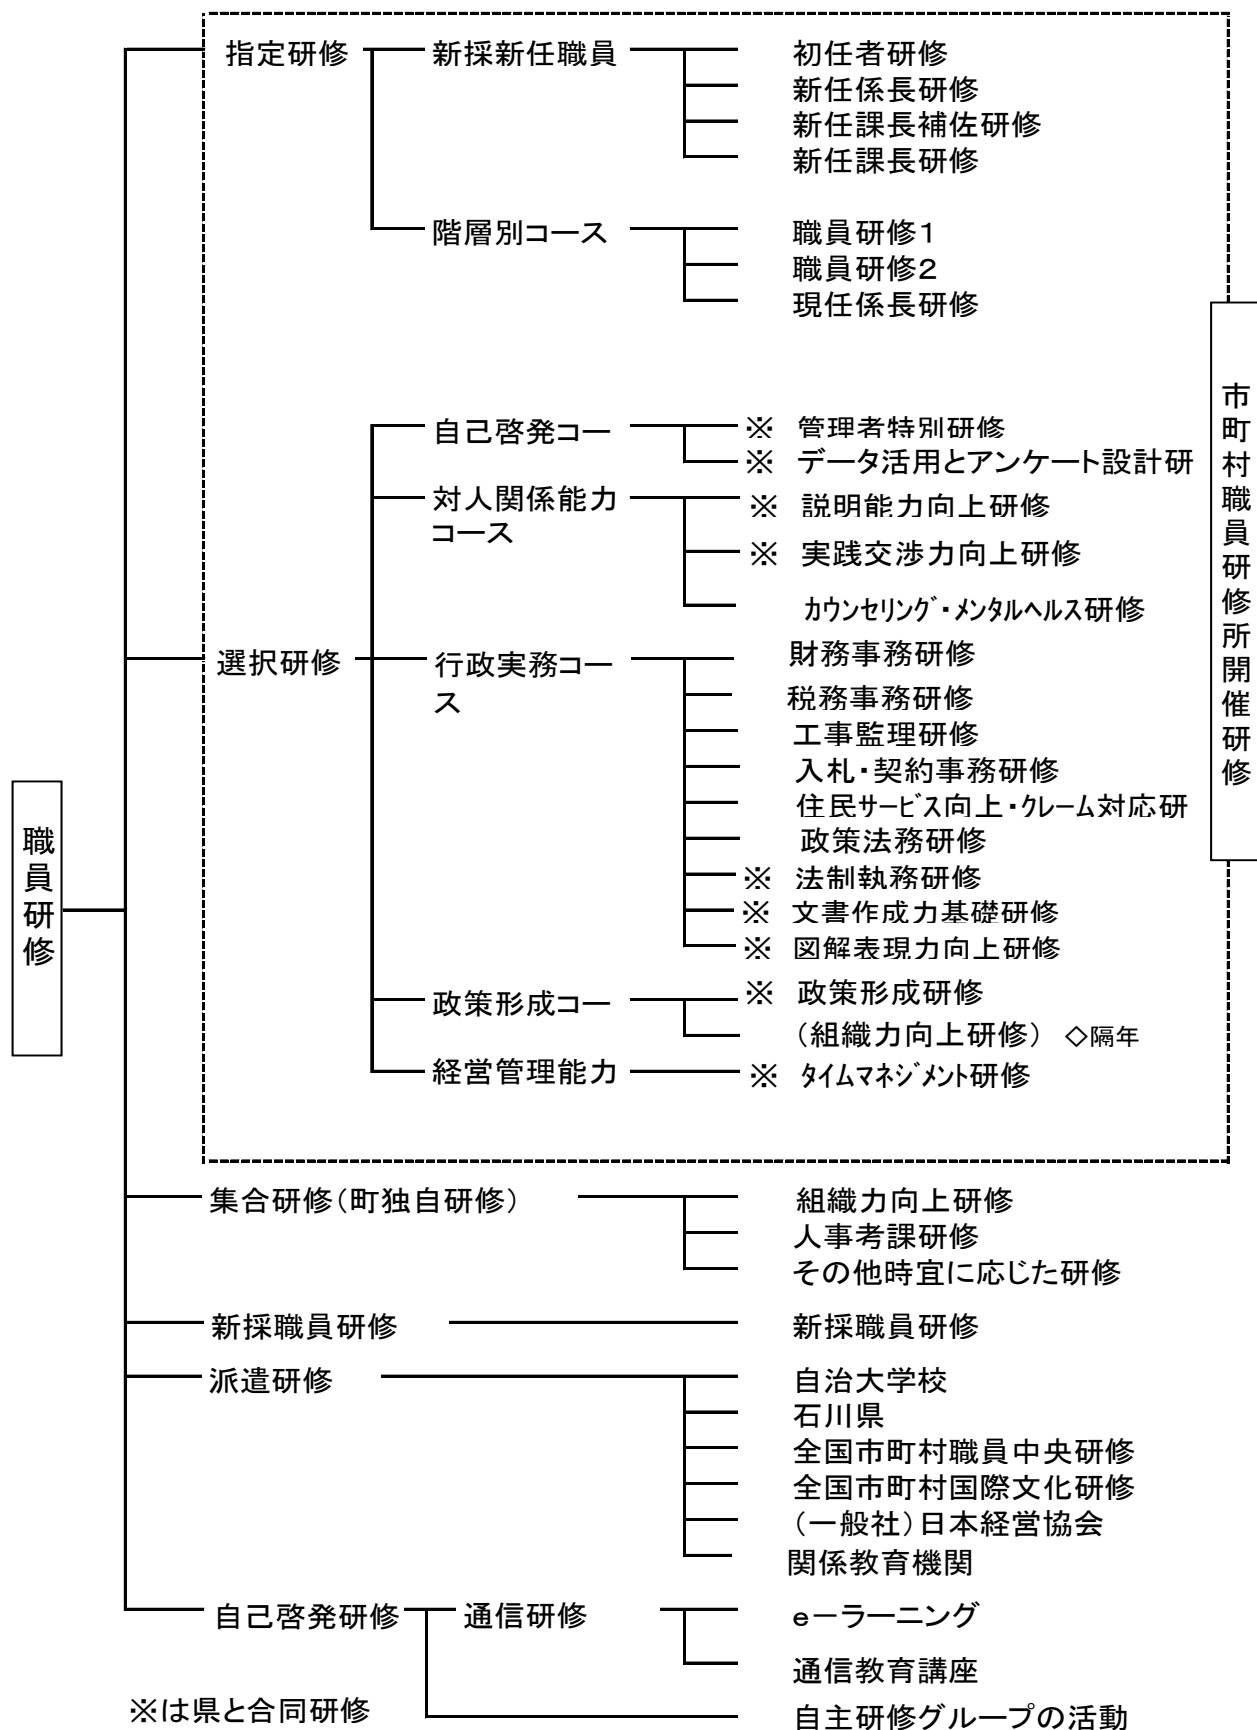 指定研修
新採新任職員
初任者研修
新任係長研修
新任課長補佐研修
新任課長研修
階層別コース
職員研修1
職員研修2
現任係長研修
自己啓発コー
※ 管理者特別研修
※ データ活用とアンケート設計研
対人関係能力
コース
※ 説明能力向上研修
※ 実践交渉力向上研修
カウンセリング・メンタルヘルス研修
選択研修
行政実務コー
ス
財務事務研修
税務事務研修
工事監理研修
入札・契約事務研修
住民サービス向上・クレーム対応研
政策法務研修
※ 法制執務研修
※ 文書作成力基礎研修
※ 図解表現力向上研修
政策形成コー
※ 政策形成研修
(組織力向上研修) ◇隔年
経営管理能力
※ タイムマネジメント研修
市町村職員研修所開催研修
職員研修
集合研修(町独自研修)
組織力向上研修
人事考課研修
その他時宜に応じた研修
新採職員研修
新採職員研修
派遣研修
自治大学校
石川県
全国市町村職員中央研修
全国市町村国際文化研修
(一般社)日本経営協会
関係教育機関
自己啓発研修
通信研修
e-ラーニング
通信教育講座
自主研修グループの活動
※は県と合同研修